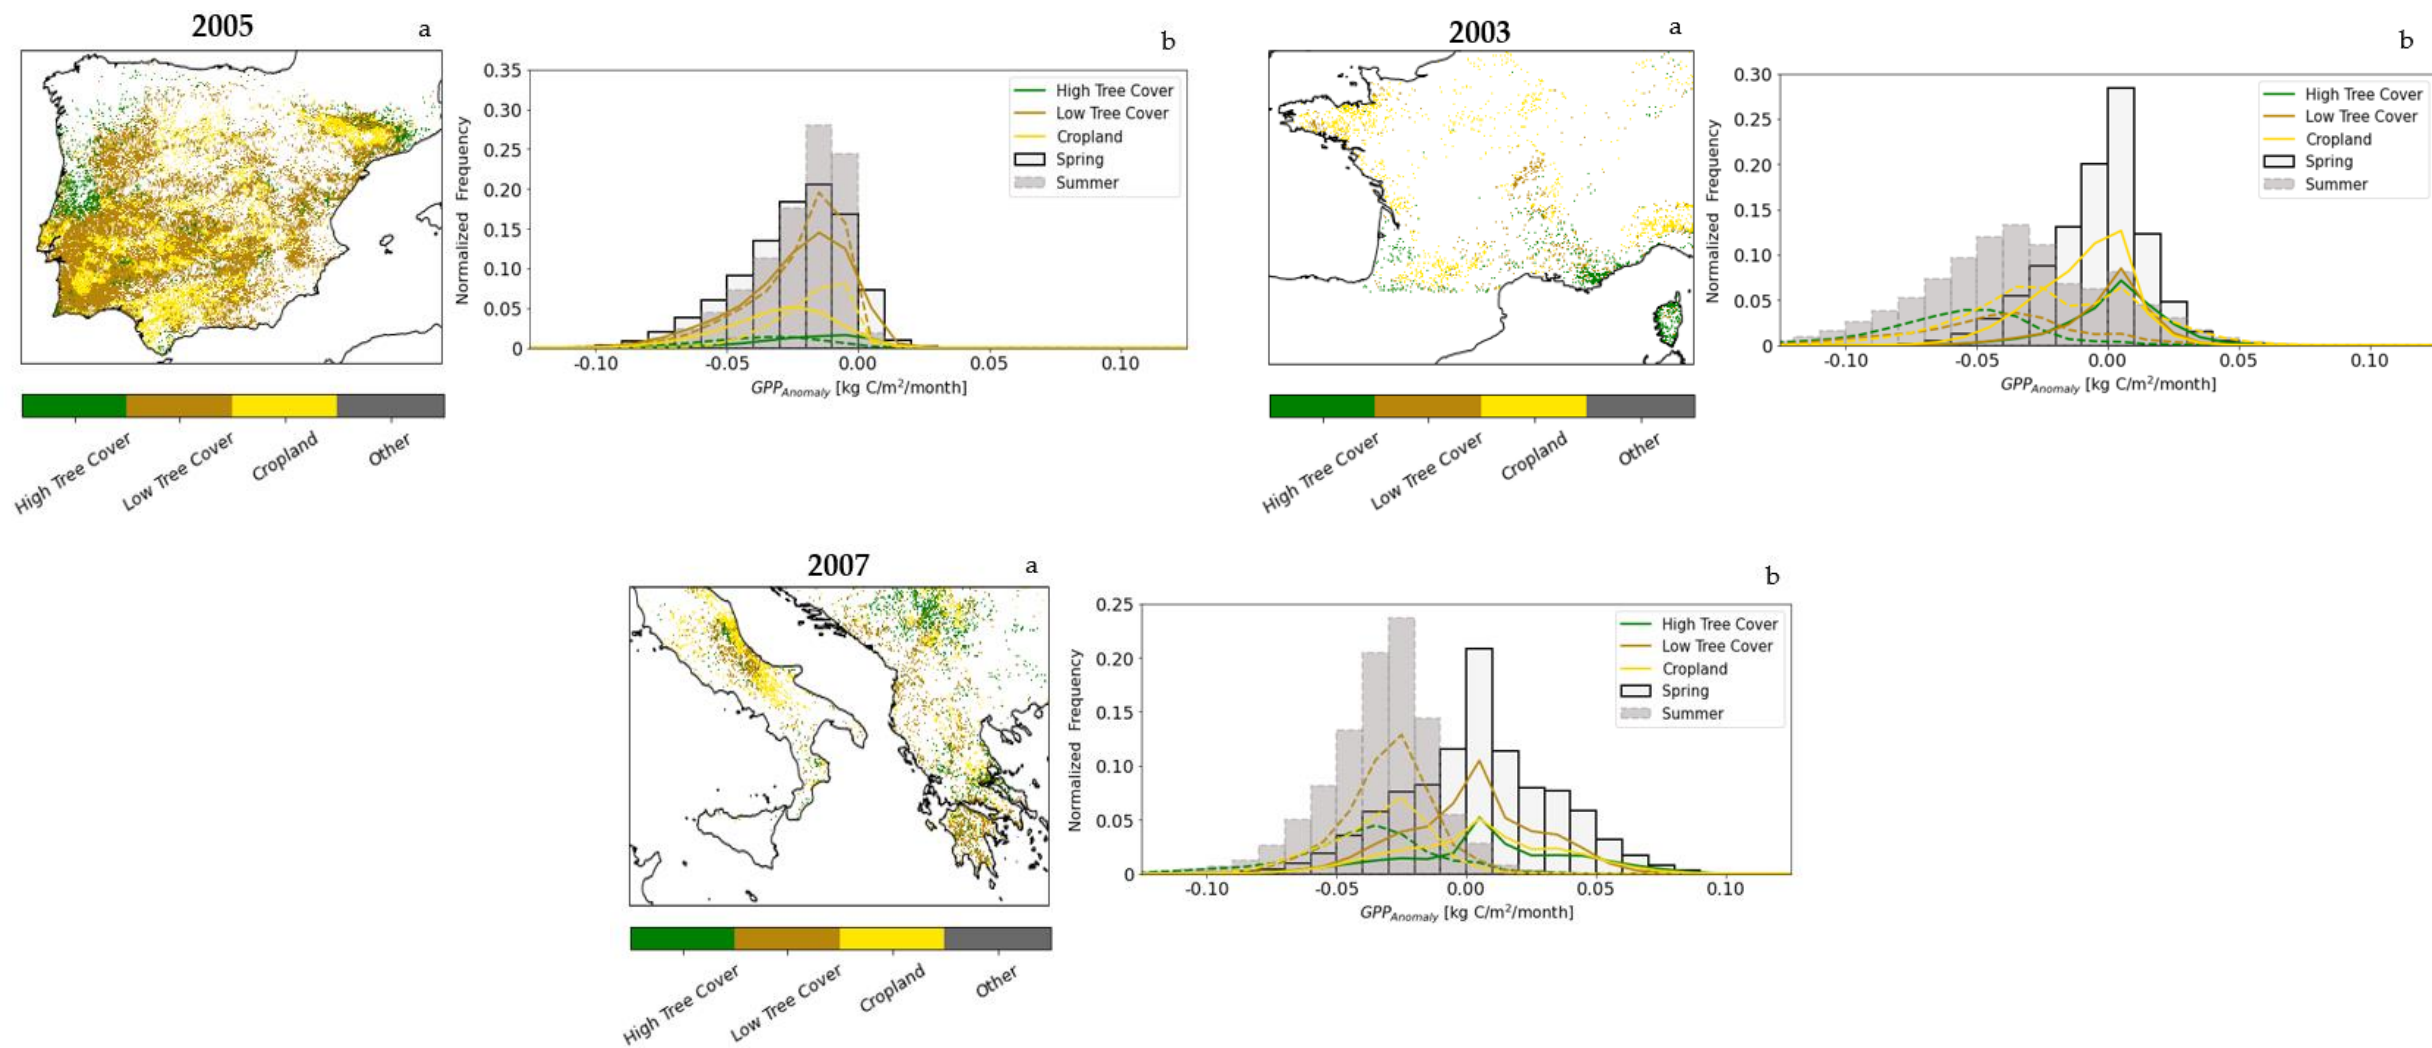 2005
a
b
0.35
0.30
0.25
0.20
0.15
0.10
0.05
0
Normalized Frequency
High Tree Cover
Low Tree Cover
Cropland
Spring
Summer
-0.10
-0.05
0.00
0.05
0.10
GPP_Anomaly [kg C/m²/month]
High Tree Cover
Low Tree Cover
Cropland
Other
2003
a
b
0.30
0.25
0.20
0.15
0.10
0.05
0
Normalized Frequency
High Tree Cover
Low Tree Cover
Cropland
Spring
Summer
-0.10
-0.05
0.00
0.05
0.10
GPP_Anomaly [kg C/m²/month]
High Tree Cover
Low Tree Cover
Cropland
Other
2007
a
b
0.25
0.20
0.15
0.10
0.05
0
Normalized Frequency
High Tree Cover
Low Tree Cover
Cropland
Spring
Summer
-0.10
-0.05
0.00
0.05
0.10
GPP_Anomaly [kg C/m²/month]
High Tree Cover
Low Tree Cover
Cropland
Other